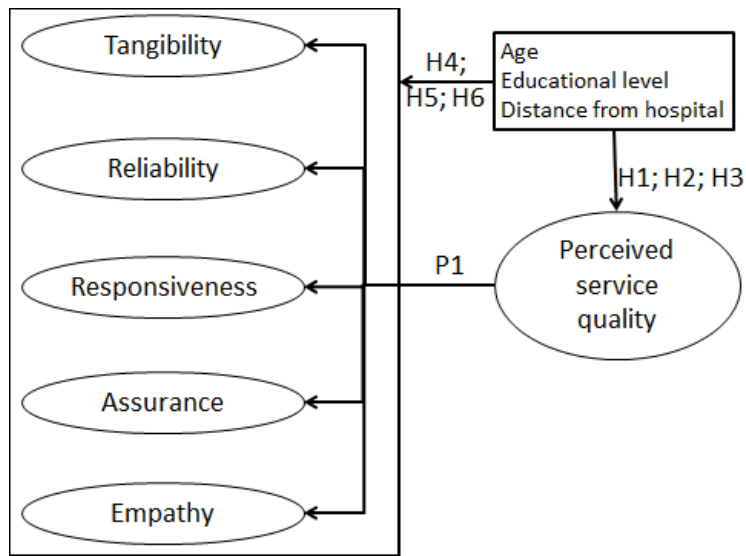 Tangibility
Reliability
Responsiveness
Assurance
Empathy
H4;
H5; H6
Age
Educational level
Distance from hospital
H1; H2; H3
P1
Perceived
service
quality